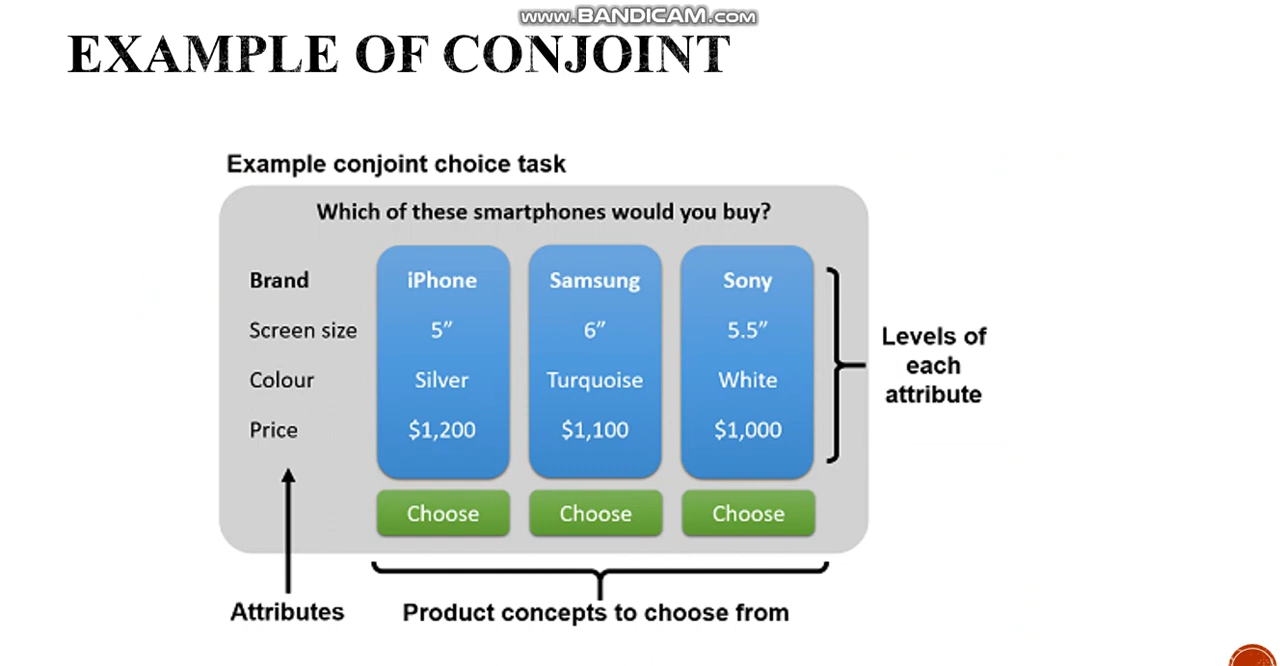 www.BANDICAM.com
EXAMPLE OF CONJOINT
Example conjoint choice task
Which of these smartphones would you buy?
Brand iPhone Samsung Sony
Screen size 5” 6” 5.5”
Colour Silver Turquoise White
Price $1,200 $1,100 $1,000
Choose Choose Choose
Levels of
each
attribute
Attributes
Product concepts to choose from